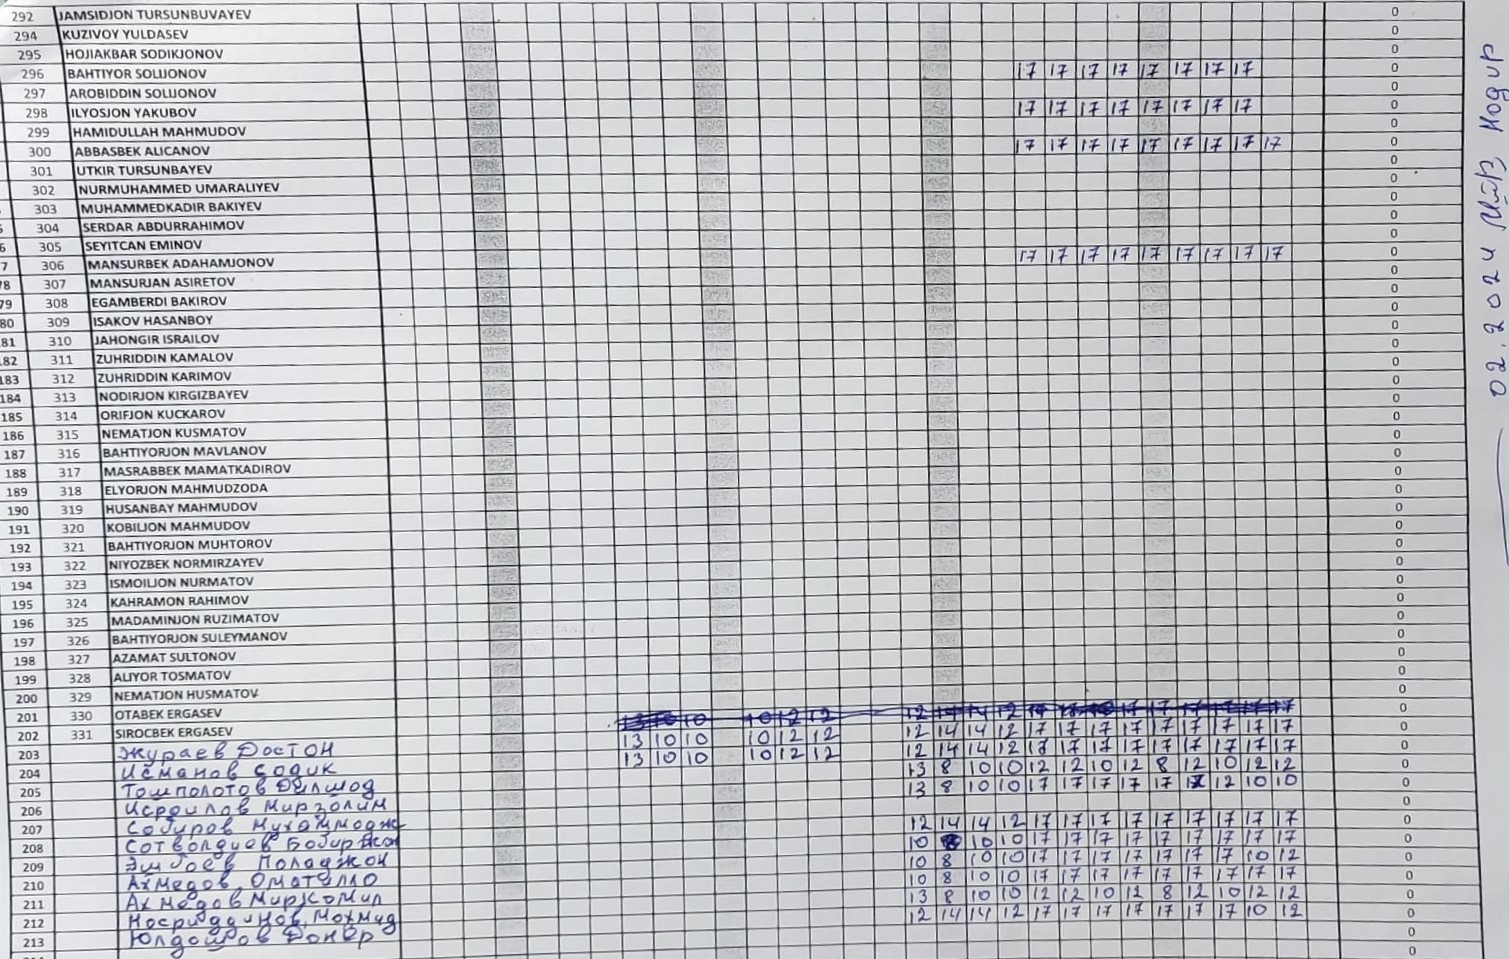 292 JAMSIDJON TURSUNBUVAYEV 0
294 KUZIVOY YULDASEV 0
295 HOJIAKBAR SODIKJONOV 0
296 BAHTIYOR SOLIJONOV 17 17 17 17 17 17 17 17 0
297 AROBIDDIN SOLIJONOV 0
298 ILYOSJON YAKUBOV 17 17 17 17 17 17 17 17 0
299 HAMIDULLAH MAHMUDOV 0
300 ABBASBEK ALICANOV 17 17 17 17 17 17 17 17 17 0
301 UTKIR TURSUNBAYEV 0
302 NURMUHAMMED UMARALIYEV 0
303 MUHAMMEDKADIR BAKIYEV 0
304 SERDAR ABDURRAHIMOV 0
6 305 SEYITCAN EMINOV 0
7 306 MANSURBEK ADAHAMJONOV 17 17 17 17 17 17 17 17 17 0
78 307 MANSURJAN ASIRETOV 0
79 308 EGAMBERDI BAKIROV 0
80 309 ISAKOV HASANBOY 0
81 310 JAHONGIR ISRAILOV 0
182 311 ZUHRIDDIN KAMALOV 0
183 312 ZUHRIDDIN KARIMOV 0
184 313 NODIRJON KIRGIZBAYEV 0
185 314 ORIFJON KUCKAROV 0
186 315 NEMATJON KUSMATOV 0
187 316 BAHTIYORJON MAVLANOV 0
188 317 MASRABBEK MAMATKADIROV 0
189 318 ELYORJON MAHMUDZODA 0
190 319 HUSANBAY MAHMUDOV 0
191 320 KOBILJON MAHMUDOV 0
192 321 BAHTIYORJON MUHTOROV 0
193 322 NIYOZBEK NORMIRZAYEV 0
194 323 ISMOILJON NURMATOV 0
195 324 KAHRAMON RAHIMOV 0
196 325 MADAMINJON RUZIMATOV 0
197 326 BAHTIYORJON SULEYMANOV 0
198 327 AZAMAT SULTONOV 0
199 328 ALIYOR TOSMATOV 0
200 329 NEMATJON HUSMATOV 0
201 330 OTABEK ERGASEV 0
202 331 SIROCBEK ERGASEV 13 10 10 10 12 12 12 14 14 12 17 17 17 17 17 17 17 17 17 0
203 Жураев Достон 13 10 10 10 12 12 12 14 14 12 17 17 17 17 17 17 17 17 17 0
204 Исманов Содик 13 8 10 10 12 12 10 12 8 12 10 12 12 0
205 Тошполотов Дилшод 13 8 10 10 17 17 17 17 17 12 10 10 0
206 Исроилов Мирзолим 0
207 Собиров 12 14 14 12 17 17 17 17 17 17 17 17 17 0
208 Сотволдиев 10 10 10 17 17 17 17 17 17 17 17 17 0
209 Эшбоев Поладжон 10 8 10 10 17 17 17 17 17 17 17 10 12 0
210 Ахмедов Оматулло 10 8 10 10 17 17 17 17 17 17 17 17 17 0
211 Ахмедов Миркомил 13 8 10 10 12 12 10 12 8 12 10 12 12 0
212 Носриддинов Мохмуд 12 14 14 12 17 17 17 17 17 17 17 10 12 0
213 Юлдошов Донёр 0
0
02.2024 Нодир